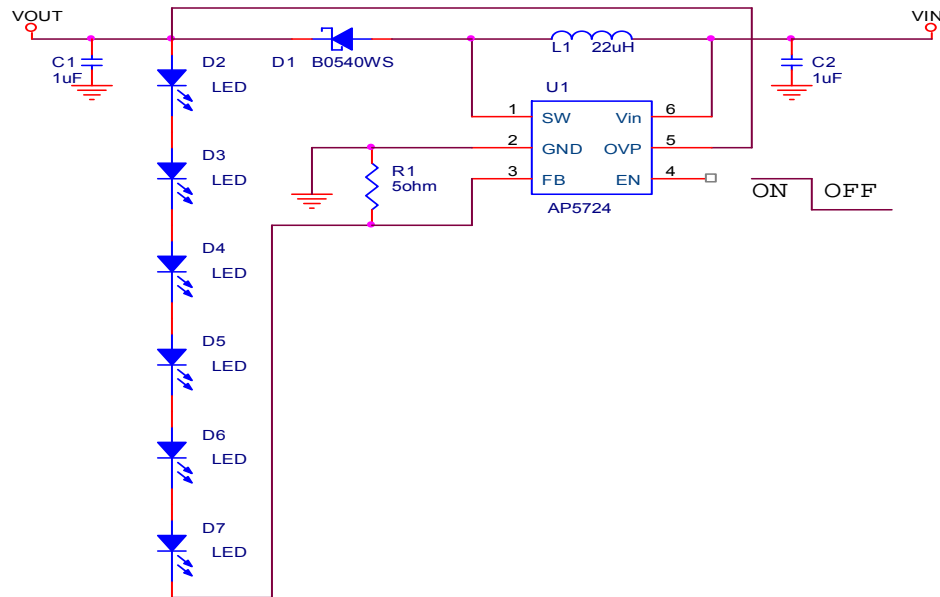 VOUT
VIN
C1
1uF
D2
LED
D1 B0540WS
L1 22uH
C2
1uF
U1
1
SW
Vin
6
2
GND
OVP
5
3
FB
EN
4
AP5724
R1
5ohm
ON OFF
D3
LED
D4
LED
D5
LED
D6
LED
D7
LED